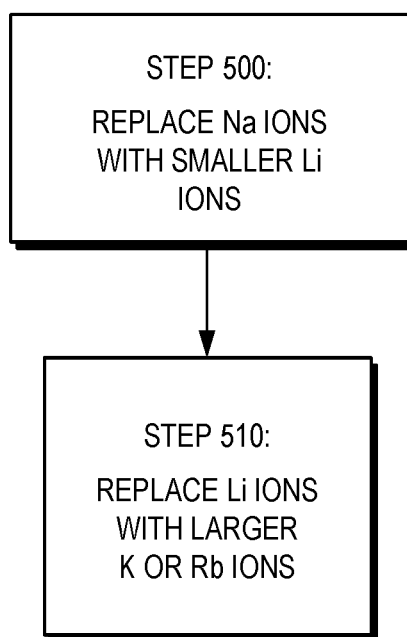 STEP 500:
REPLACE Na IONS
WITH SMALLER Li
IONS
STEP 510:
REPLACE Li IONS
WITH LARGER
K OR Rb IONS